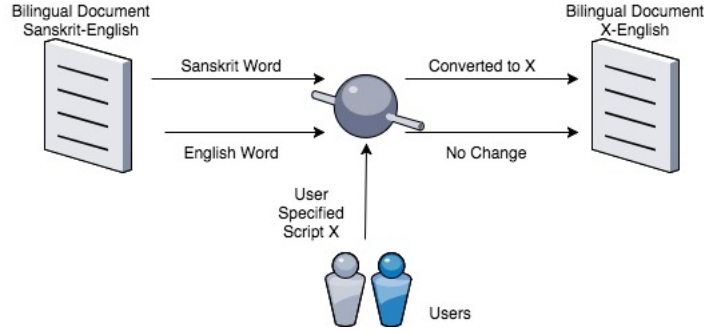 Bilingual Document
Sanskrit-English
Bilingual Document
X-English
Sanskrit Word
Converted to X
English Word
No Change
User
Specified
Script X
Users